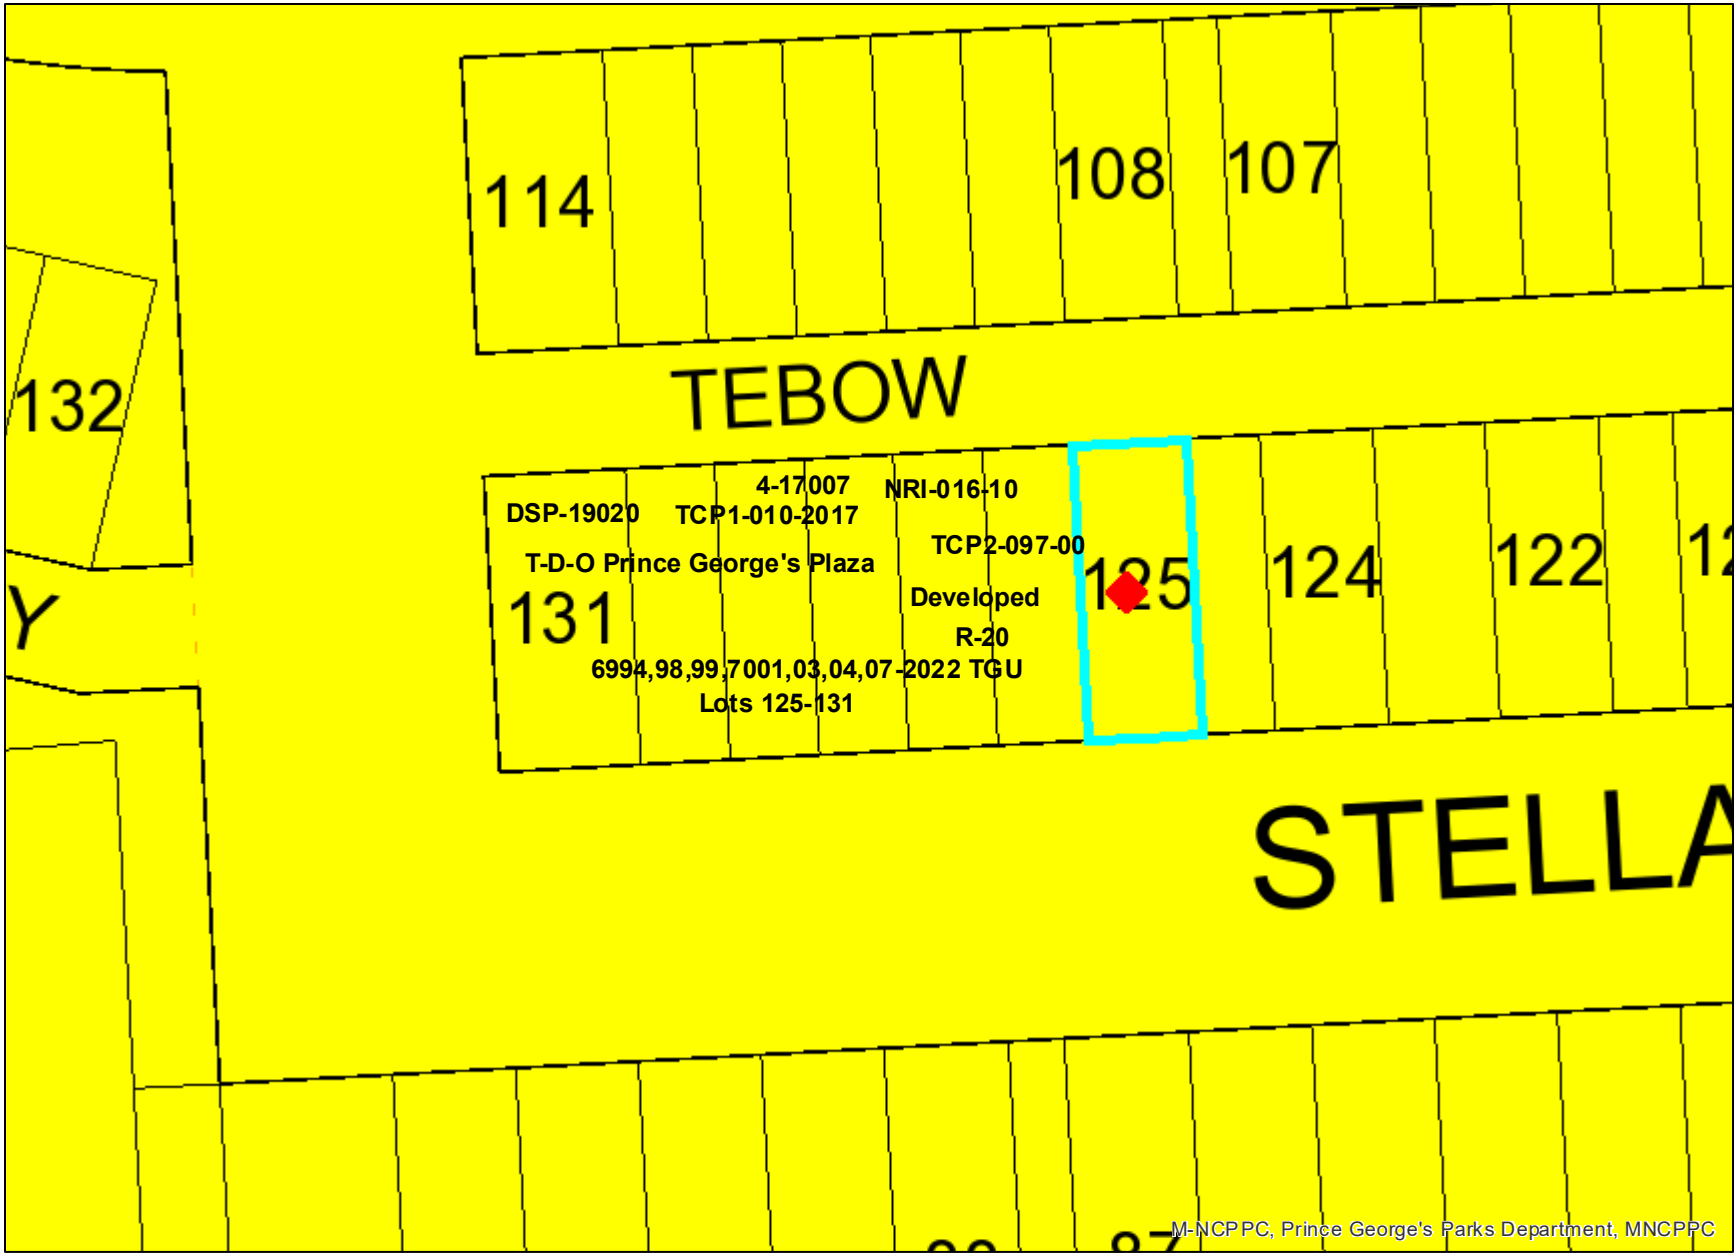 114
108
107
132
TEBOW
4-17007
NRI-016-10
DSP-19020
TCP1-010-2017
TCP2-097-00
T-D-O Prince George's Plaza
125
124
122
Developed
131
Y
R-20
6994,98,99,7001,03,04,07-2022 TGU
Lots 125-131
STELLA
87
M-NCPPC, Prince George's Parks Department, MNCPPC